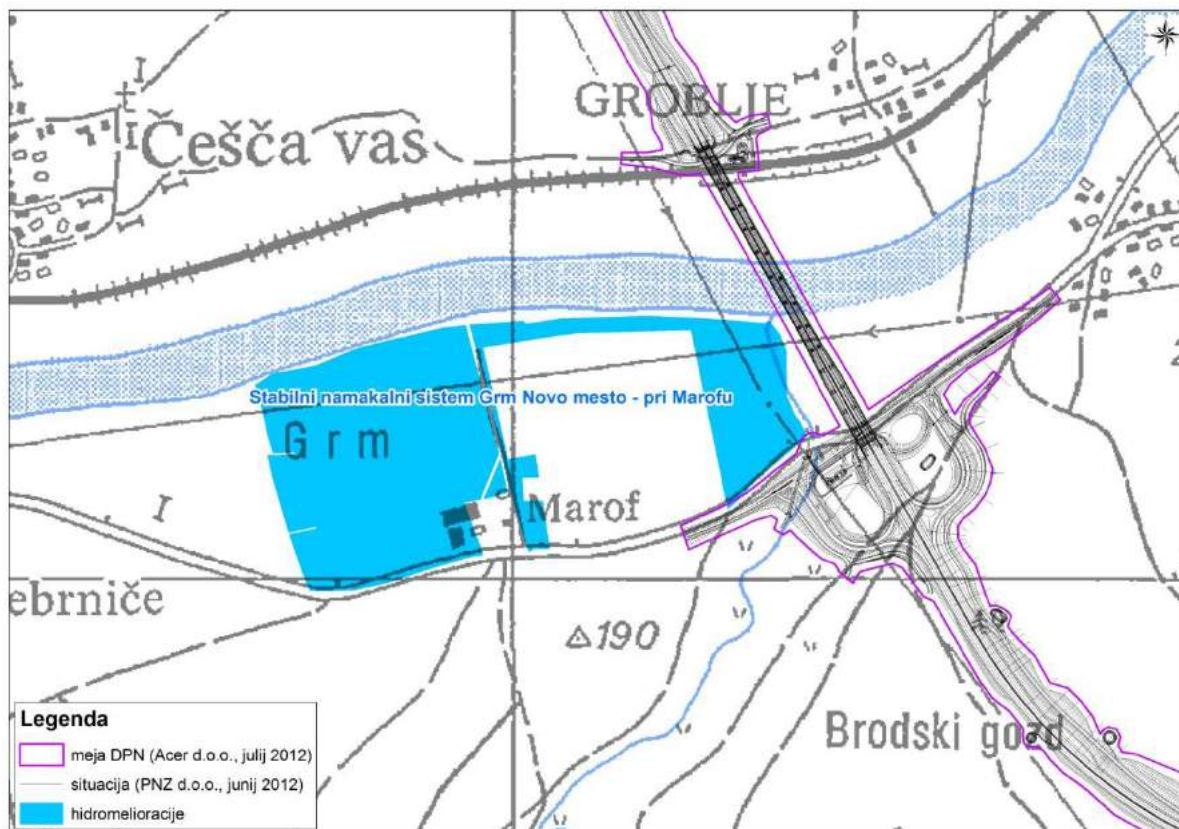 GROBLJE
Češča vas
Stabilni namakalni sistem Grm Novo mesto - pri Marofu
Grm
Marof
ebrniče
190
Brodski gozd
Legenda
meja DPN (Acer d.o.o., julij 2012)
situacija (PNZ d.o.o., junij 2012)
hidromelioracije